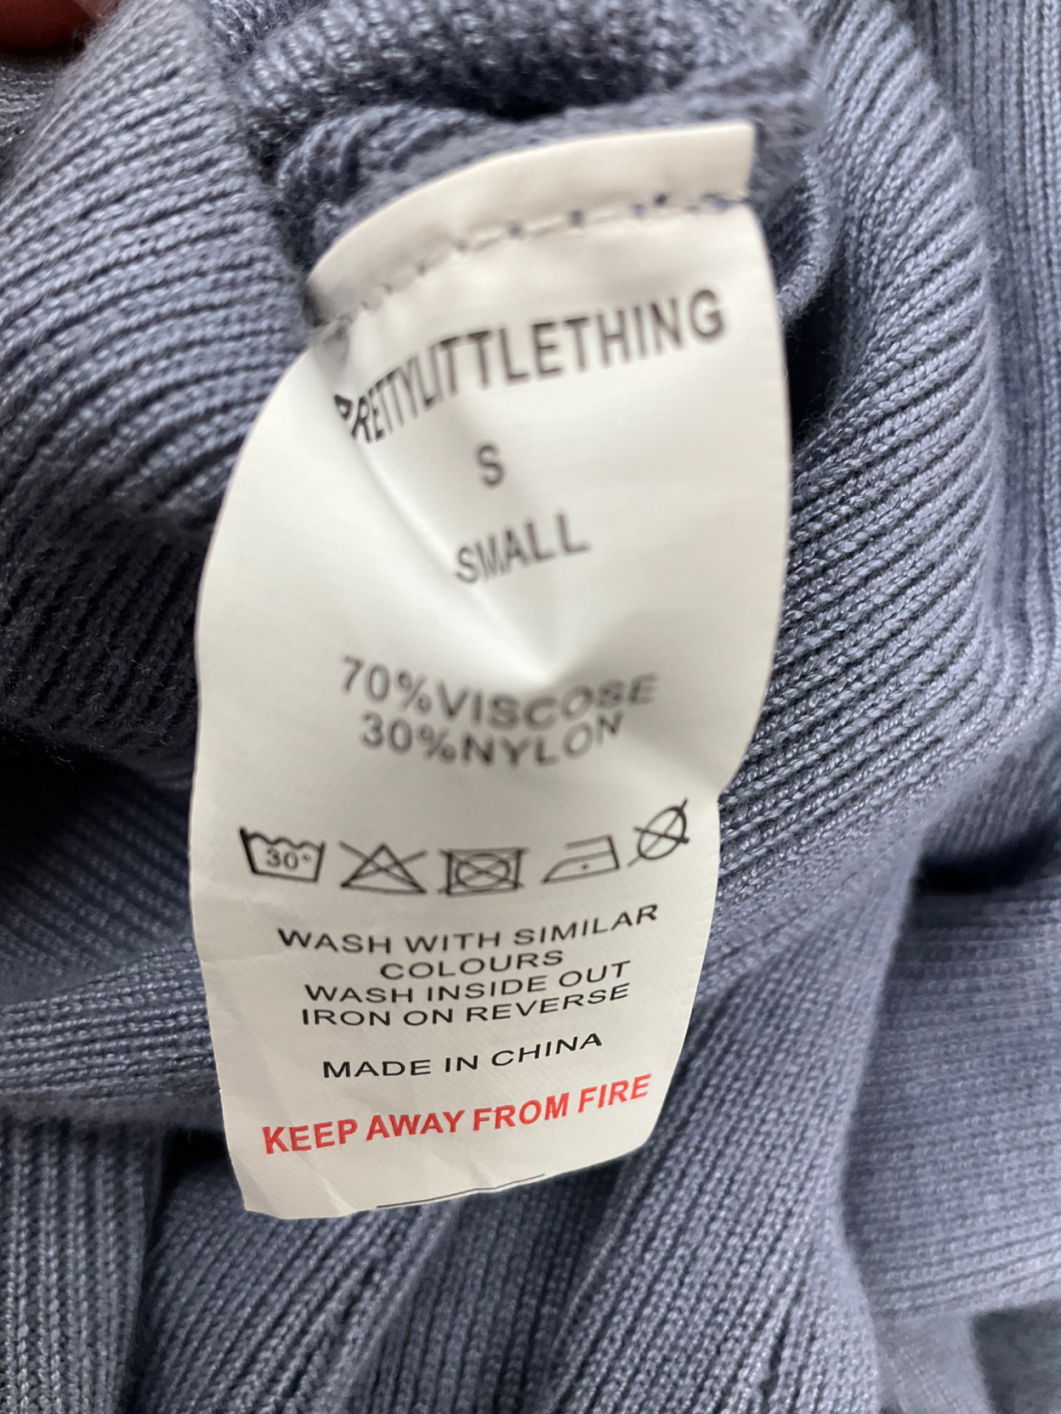 PRETTYLITTLETHING
S
SMALL
70%VISCOSE
30%NYLON
30°
WASH WITH SIMILAR
COLOURS
WASH INSIDE OUT
IRON ON REVERSE
MADE IN CHINA
KEEP AWAY FROM FIRE